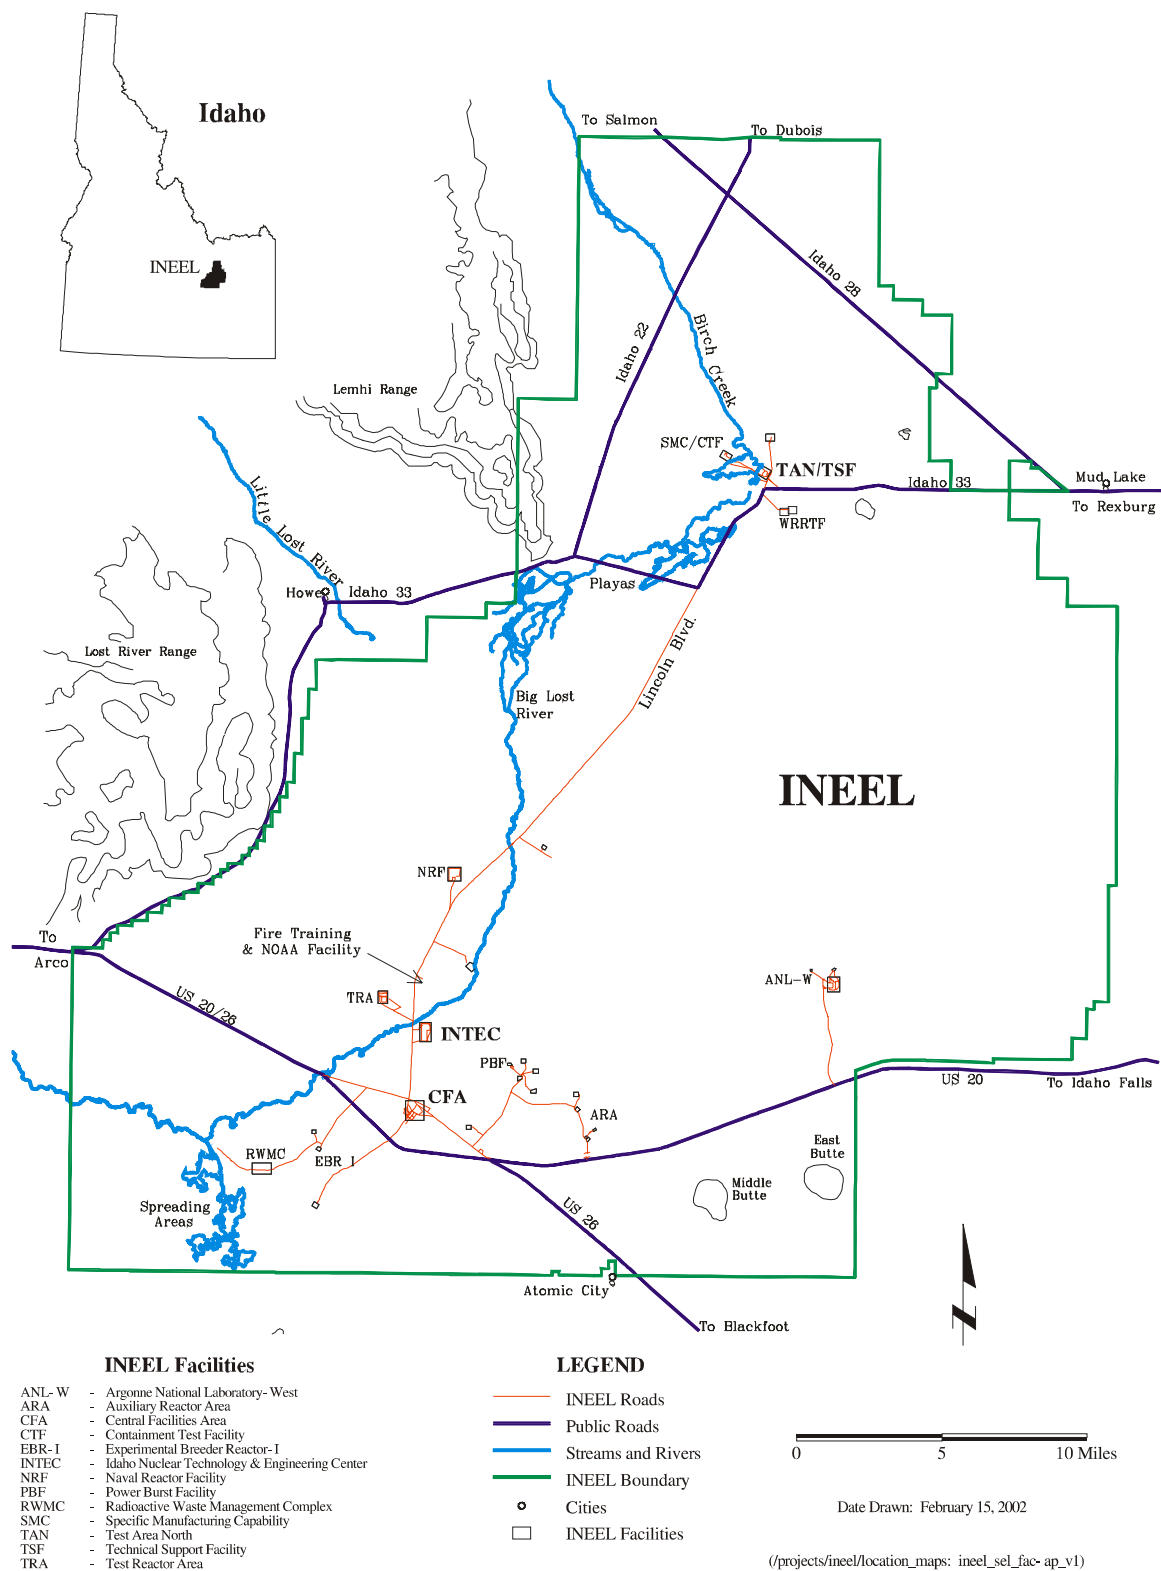 Idaho
INEEL
To Salmon
To Dubois
Idaho 28
Idaho 22
Birch Creek
Lemhi Range
SMC/CTF
TAN/TSF
Mud Lake
Idaho 33
To Rexburg
WRRTF
Little Lost River
Playas
Howe
Idaho 33
Lincoln Blvd.
Lost River Range
Big Lost
River
INEEL
NRF
Fire Training
& NOAA Facility
To
Arco
ANL-W
US 20/26
TRA
INTEC
PBF
US 20
To Idaho Falls
CFA
ARA
RWMC
EBR I
East
Butte
Middle
Butte
Spreading
Areas
US 26
Atomic City
To Blackfoot
N
INEEL Facilities
ANL-W - Argonne National Laboratory-West
ARA - Auxiliary Reactor Area
CFA - Central Facilities Area
CTF - Containment Test Facility
EBR-I - Experimental Breeder Reactor-I
INTEC - Idaho Nuclear Technology & Engineering Center
NRF - Naval Reactor Facility
PBF - Power Burst Facility
RWMC - Radioactive Waste Management Complex
SMC - Specific Manufacturing Capability
TAN - Test Area North
TSF - Technical Support Facility
TRA - Test Reactor Area
LEGEND
INEEL Roads
Public Roads
Streams and Rivers
INEEL Boundary
Cities
INEEL Facilities
0 5 10 Miles
Date Drawn: February 15, 2002
(/projects/ineel/location_maps: ineel_sel_fac-ap_v1)